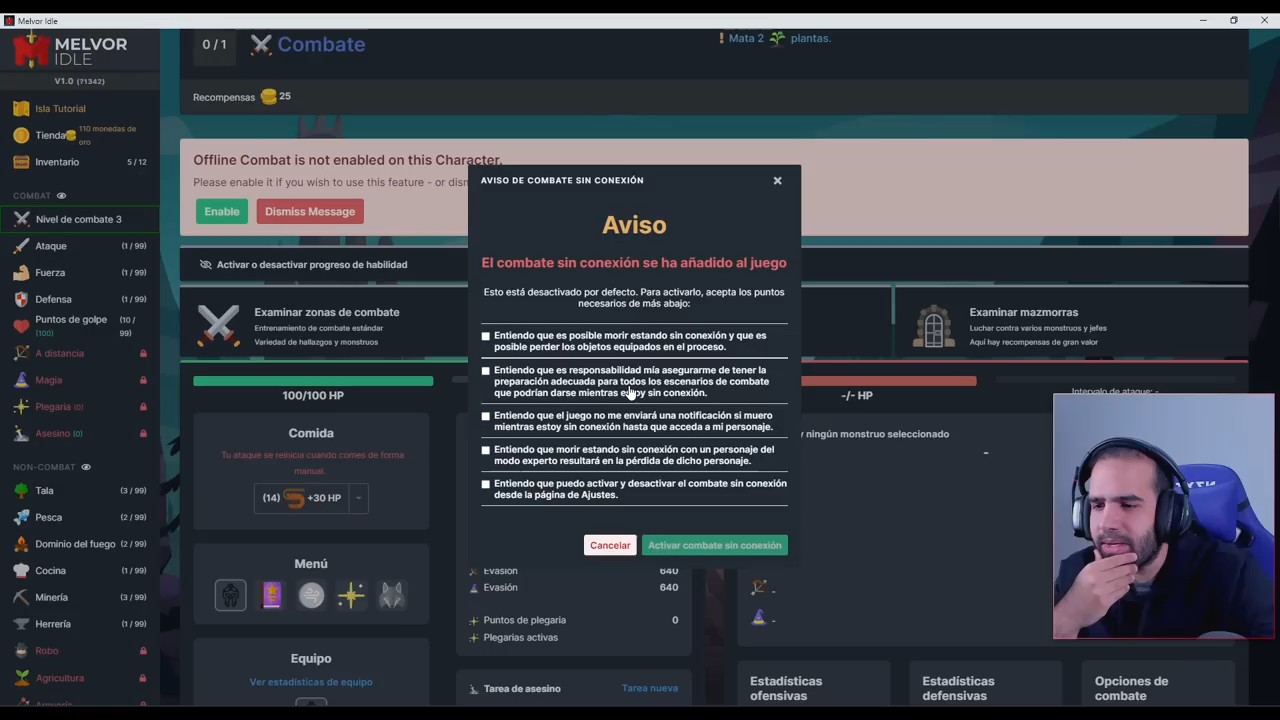 Melvor Idle
MELVOR
IDLE
V1.0 (?1342)
Isla Tutorial
Tienda
110 monedas de
oro
Inventario
5 / 12
COMBAT
Nivel de combate 3
Ataque
(1 / 99)
Fuerza
(1 / 99)
Defensa
(1 / 99)
Puntos de golpe
(100)
(10 /
99)
A distancia
Magia
Plegaria (0)
Asesino (0)
NON-COMBAT
Tala
(3 / 99)
Pesca
(2 / 99)
Dominio del fuego
(2 / 99)
Cocina
(1 / 99)
Minería
(3 / 99)
Herrería
(1 / 99)
Robo
Agricultura
0 / 1
Combate
Mata 2
plantas.
Recompensas
25
Offline Combat is not enabled on this Character.
Please enable it if you wish to use this feature - or dism
Enable
Dismiss Message
Activar o desactivar progreso de habilidad
Examinar zonas de combate
Entrenamiento de combate estándar
Variedad de hallazgos y monstruos
Examinar mazmorras
Luchar contra varios monstruos y jefes
Aquí hay recompensas de gran valor
100/100 HP
-/- HP
Intervalo de ataque: -
Comida
Tu ataque se reinicia cuando comes de forma
manual.
(14)
+30 HP
Menú
Equipo
Ver estadísticas de equipo
AVISO DE COMBATE SIN CONEXIÓN
Aviso
El combate sin conexión se ha añadido al juego
Esto está desactivado por defecto. Para activarlo, acepta los puntos
necesarios de más abajo:
Entiendo que es posible morir estando sin conexión y que es
posible perder los objetos equipados en el proceso.
Entiendo que es responsabilidad mía asegurarme de tener la
preparación adecuada para todos los escenarios de combate
que podrían darse mientras estoy sin conexión.
Entiendo que el juego no me enviará una notificación si muero
mientras estoy sin conexión hasta que acceda a mi personaje.
Entiendo que morir estando sin conexión con un personaje del
modo experto resultará en la pérdida de dicho personaje.
Entiendo que puedo activar y desactivar el combate sin conexión
desde la página de Ajustes.
Cancelar
Activar combate sin conexión
Evasión
640
Evasión
640
Puntos de plegaria
0
Plegarias activas
Tarea de asesino
Tarea nueva
y ningún monstruo seleccionado
-
-
-
Estadísticas
ofensivas
Estadísticas
defensivas
Opciones de
combate